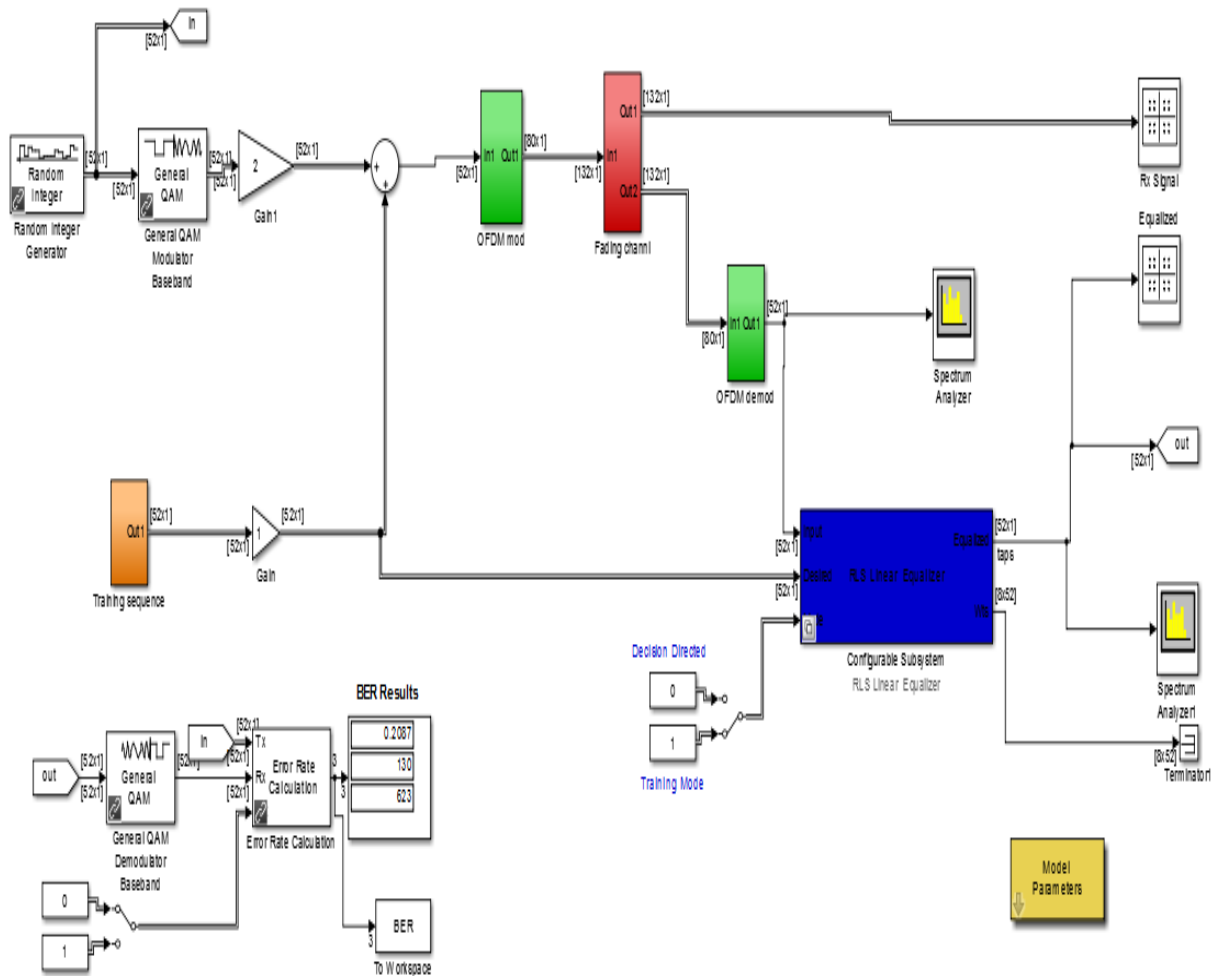 In
[52x1]
Random
Integer
Random Integer
Generator
[52x1]
[52x1]
General
QAM
General QAM
Modulator
Baseband
[52x1]
[52x1]
2
Gain1
[52x1]
+
+
[52x1]
In1 Out1
OFDM mod
[80x1]
[132x1]
In1
Out1
Out2
Fading channl
[132x1]
[132x1]
Rx Signal
Equalized
[80x1]
In1 Out1
OFDM demod
[52x1]
Spectrum
Analyzer
out
[52x1]
Out1
Training sequence
[52x1]
[52x1]
1
Gain
[52x1]
Input
[52x1]
Desired
[52x1]
RLS Linear Equalizer
Equalized
Wts
Configurable Subsystem
RLS Linear Equalizer
[52x1]
taps
[8x52]
Spectrum
Analyzer1
[8x52]
Terminator1
Decision Directed
0
1
Training Mode
BER Results
0.2087
130
623
out
[52x1]
[52x1]
General
QAM
General QAM
Demodulator
Baseband
[52x1]
In
[52x1]
[52x1]
[52x1]
Tx
Rx
Error Rate
Calculation
Error Rate Calculation
3
3
0
1
3
BER
To Workspace
Model
Parameters